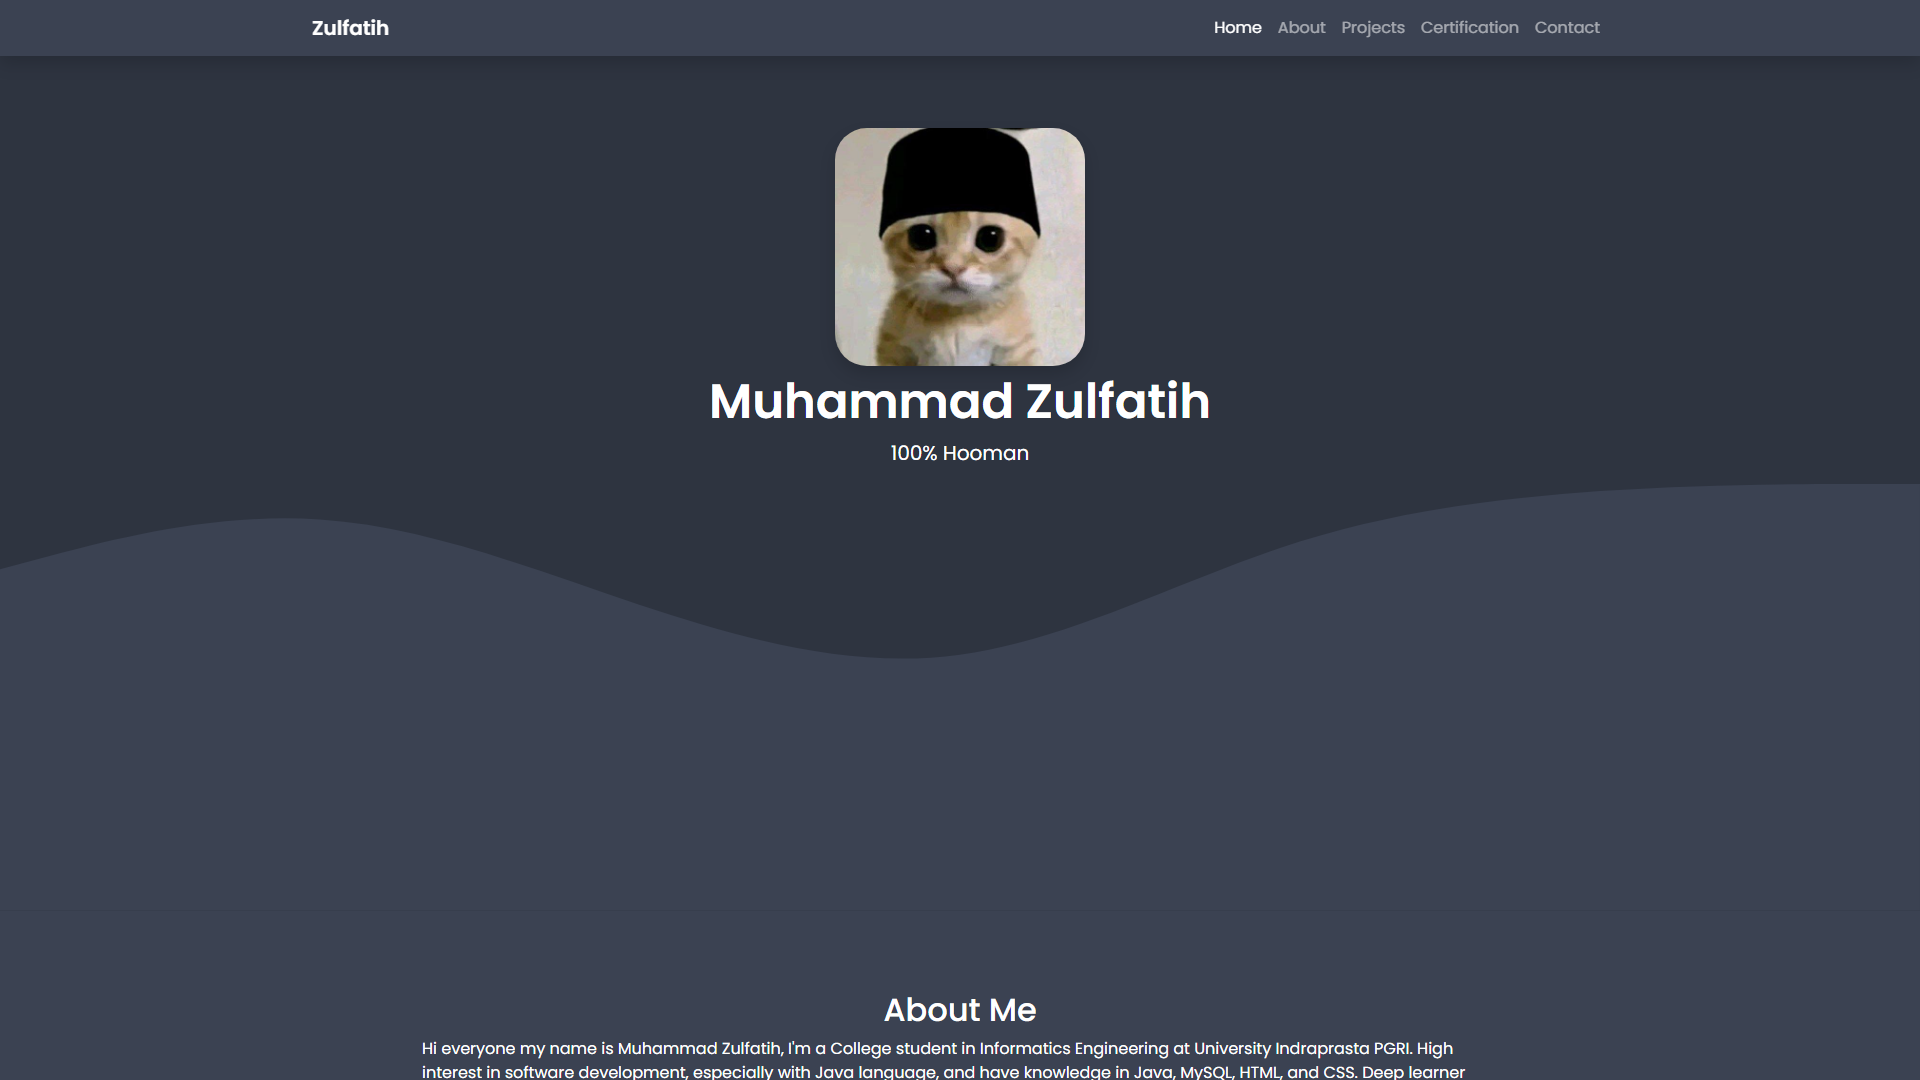 Zulfatih
Home About Projects Certification Contact
Muhammad Zulfatih
100% Hooman
About Me
Hi everyone my name is Muhammad Zulfatih, I'm a College student in Informatics Engineering at University Indraprasta PGRI. High
interest in software development, especially with Java language, and have knowledge in Java, MySQL, HTML, and CSS. Deep learner